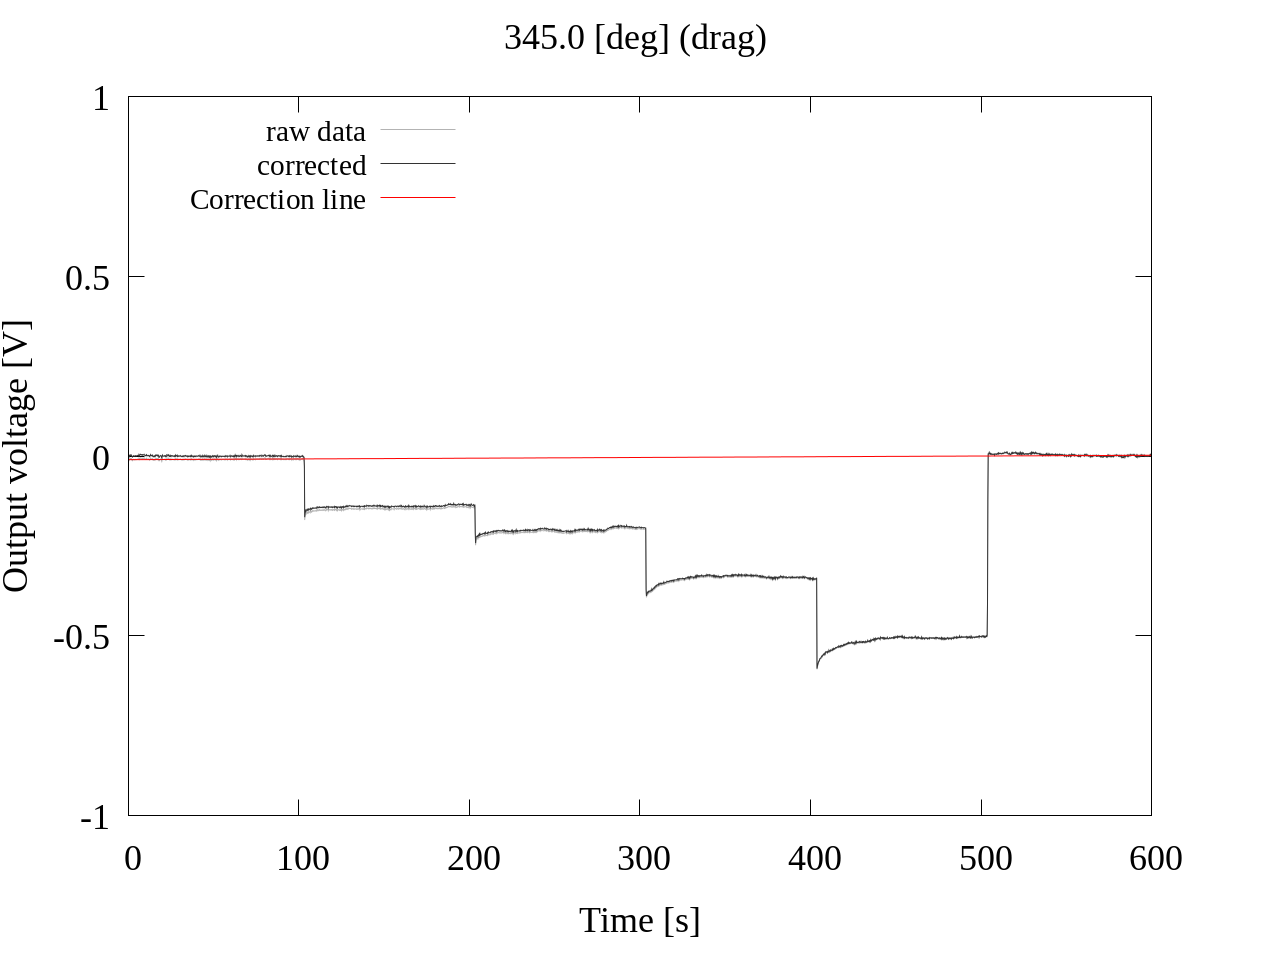 345.0 [deg] (drag)
1
raw data
corrected
Correction line
0.5
0
-0.5
-1
Output voltage [V]
0 100 200 300 400 500 600
Time [s]